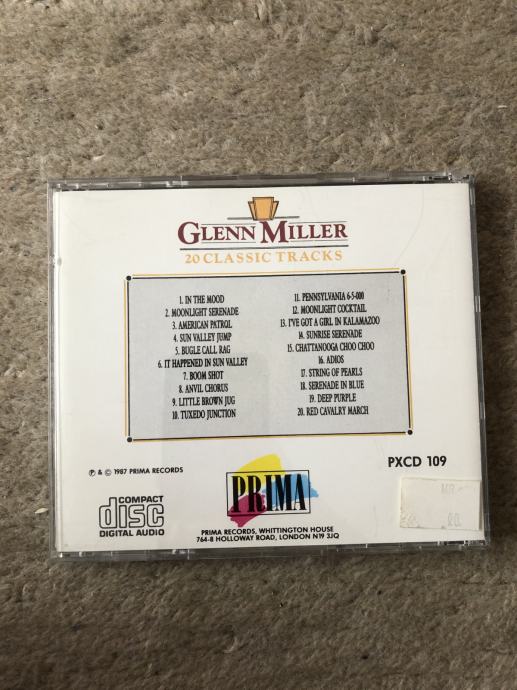 GLENN MILLER
20 CLASSIC TRACKS
1. IN THE MOOD
2. MOONLIGHT SERENADE
3. AMERICAN PATROL
4. SUN VALLEY JUMP
5. BUGLE CALL RAG
6. IT HAPPENED IN SUN VALLEY
7. BOOM SHOT
8. ANVIL CHORUS
9. LITTLE BROWN JUG
10. TUXEDO JUNCTION
11. PENNSYLVANIA 6-5-000
12. MOONLIGHT COCKTAIL
13. I'VE GOT A GIRL IN KALAMAZOO
14. SUNRISE SERENADE
15. CHATTANOOGA CHOO CHOO
16. ADIOS
17. STRING OF PEARLS
18. SERENADE IN BLUE
19. DEEP PURPLE
20. RED CAVALRY MARCH
℗ & © 1987 PRIMA RECORDS
PXCD 109
COMPACT
disc
DIGITAL AUDIO
PRIMA
PRIMA RECORDS, WHITTINGTON HOUSE
764-8 HOLLOWAY ROAD, LONDON N19 3JQ